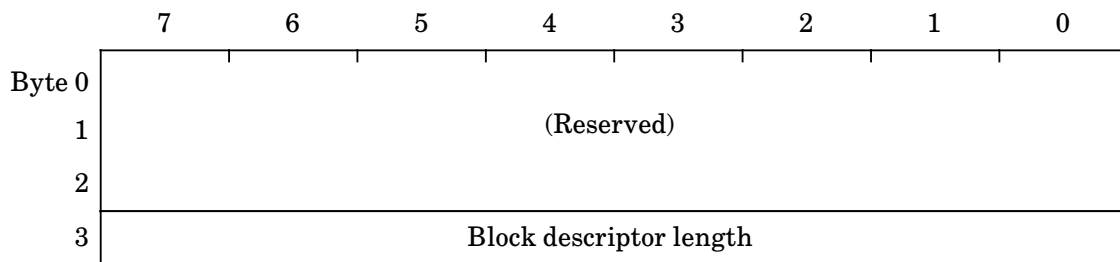 7 6 5 4 3 2 1 0
Byte 0
1 (Reserved)
2
3 Block descriptor length